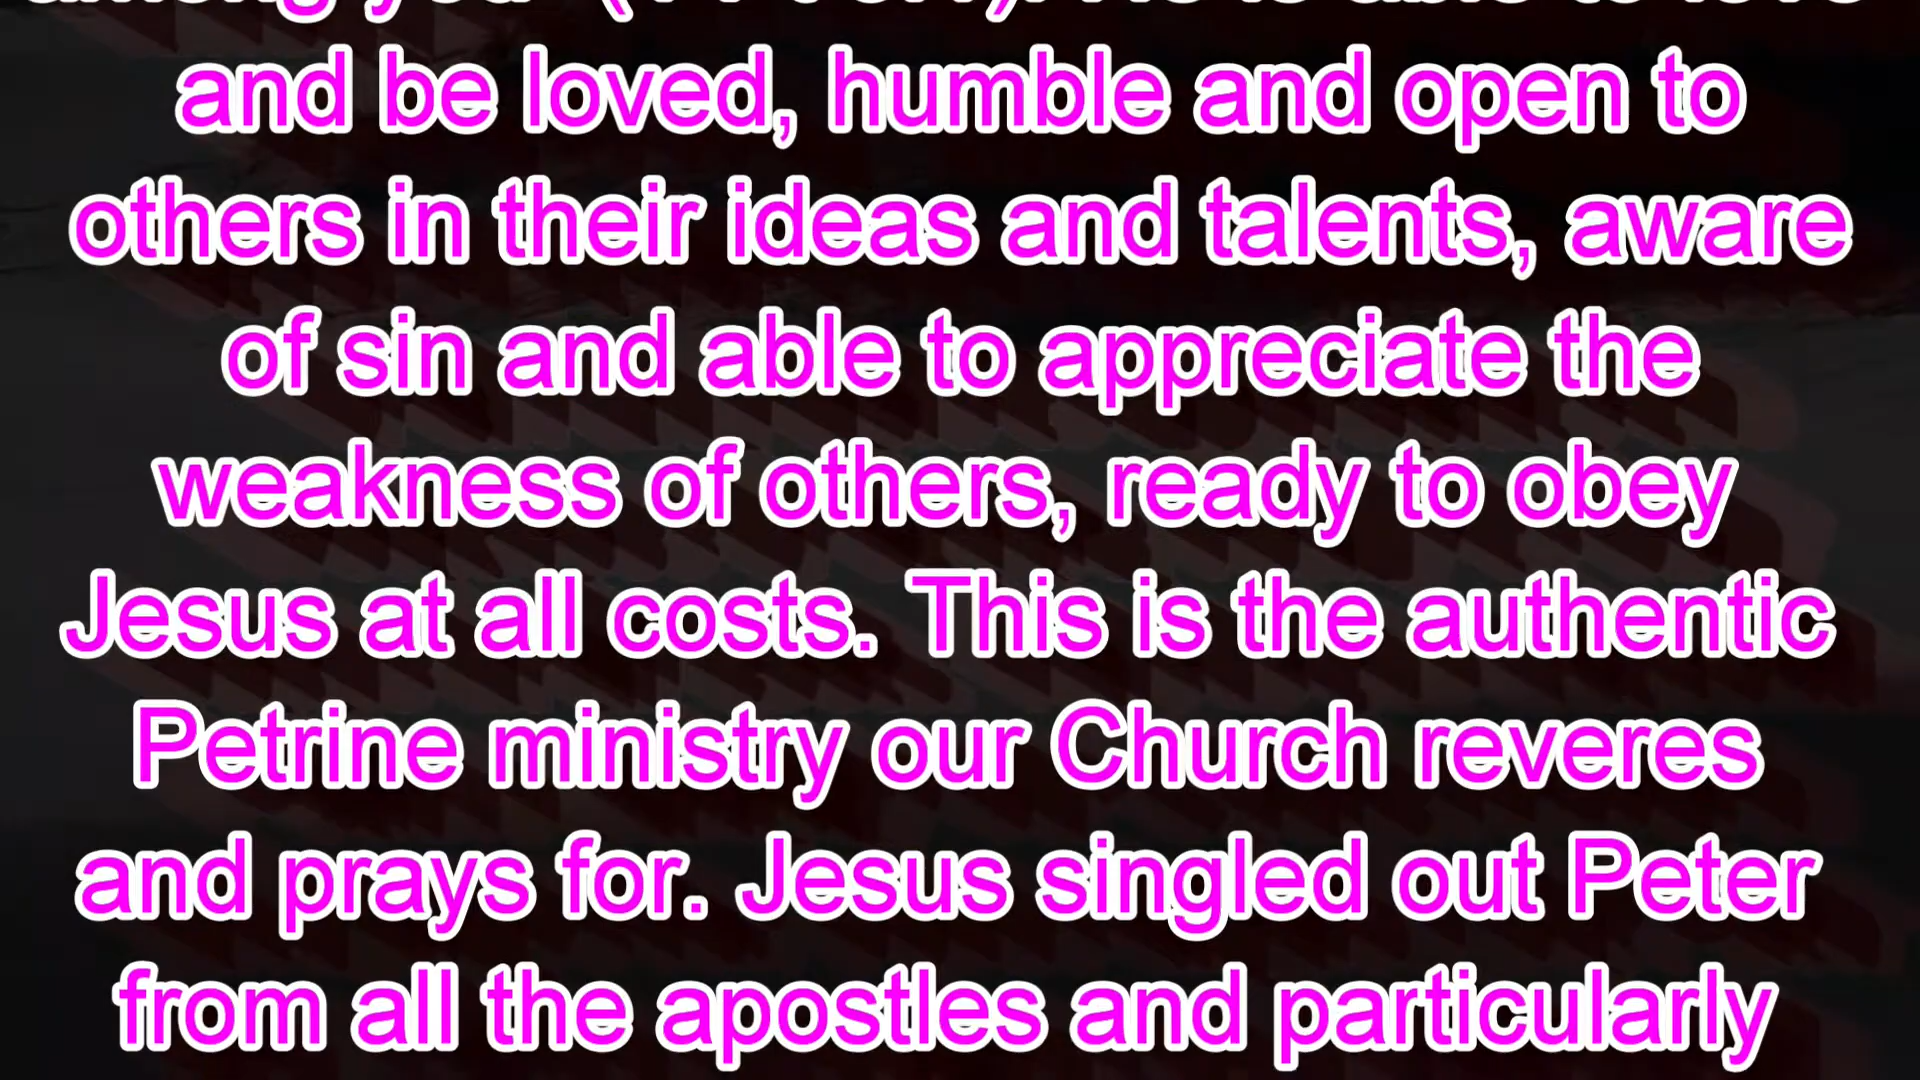 and be loved, humble and open to
others in their ideas and talents, aware
of sin and able to appreciate the
weakness of others, ready to obey
Jesus at all costs. This is the authentic
Petrine ministry our Church reveres
and prays for. Jesus singled out Peter
from all the apostles and particularly